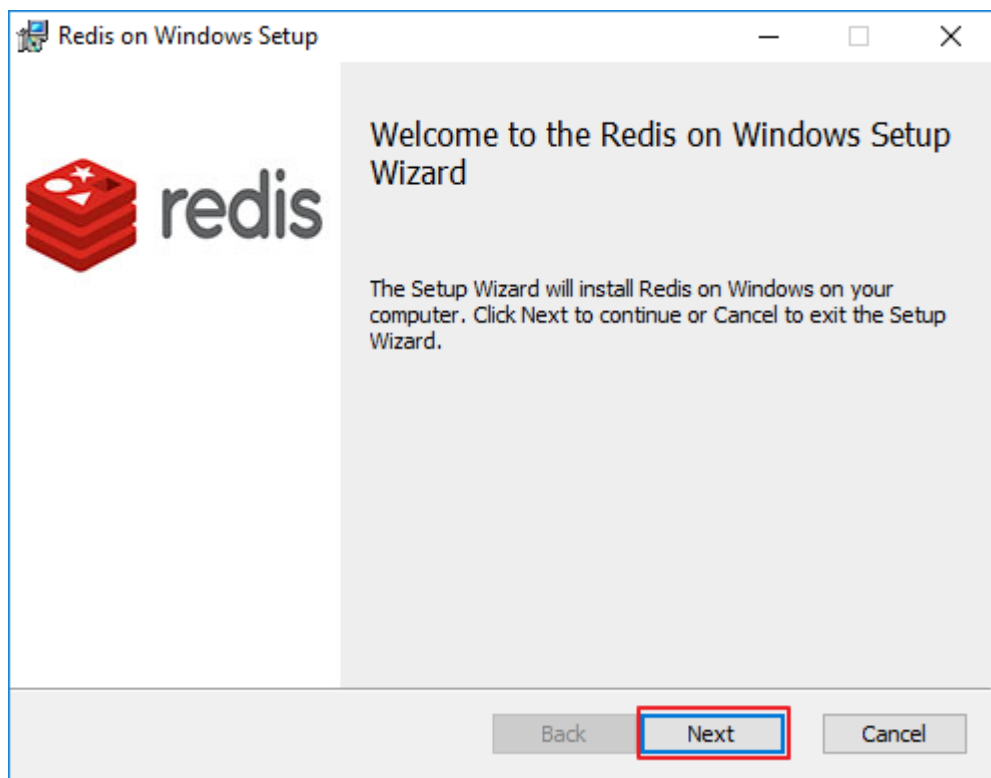 Redis on Windows Setup
Welcome to the Redis on Windows Setup
Wizard
redis
The Setup Wizard will install Redis on Windows on your
computer. Click Next to continue or Cancel to exit the Setup
Wizard.
Back Next Cancel